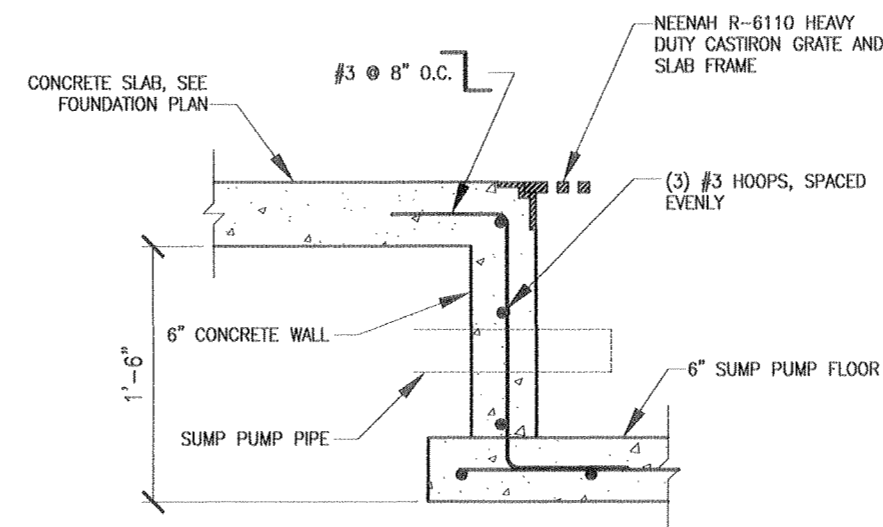 NEENAH R-6110 HEAVY
DUTY CASTIRON GRATE AND
SLAB FRAME
#3 @ 8" O.C.
CONCRETE SLAB, SEE
FOUNDATION PLAN
(3) #3 HOOPS, SPACED
EVENLY
6" CONCRETE WALL
1'-6"
6" SUMP PUMP FLOOR
SUMP PUMP PIPE